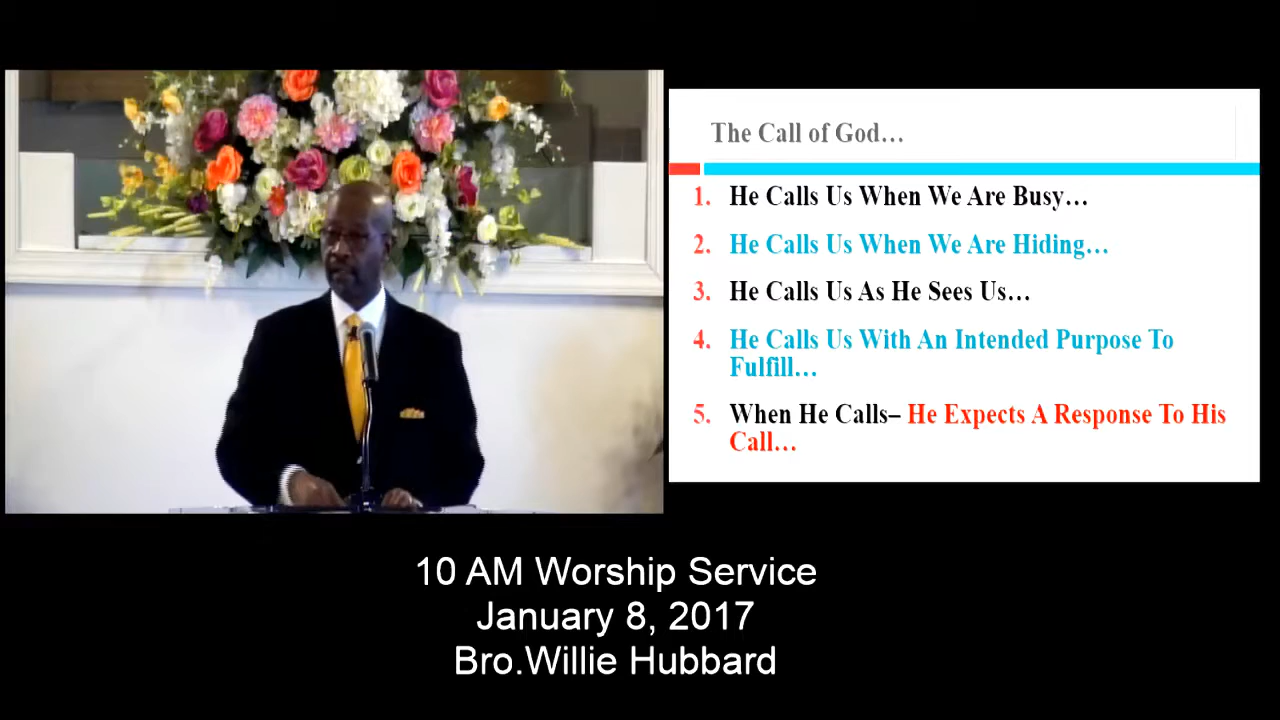 The Call of God…
1. He Calls Us When We Are Busy…
2. He Calls Us When We Are Hiding…
3. He Calls Us As He Sees Us…
4. He Calls Us With An Intended Purpose To
Fulfill…
5. When He Calls– He Expects A Response To His
Call…
10 AM Worship Service
January 8, 2017
Bro.Willie Hubbard